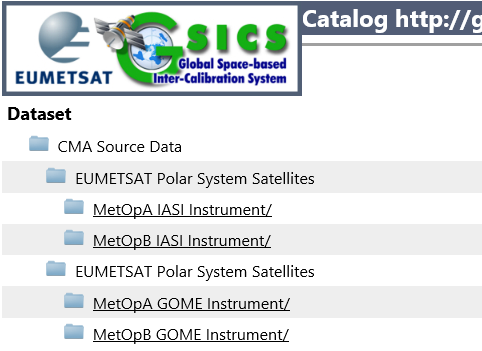 EUMETSAT
GSICS
Global Space-based
Inter-Calibration System
Catalog http://g
Dataset
CMA Source Data
EUMETSAT Polar System Satellites
MetOpA IASI Instrument/
MetOpB IASI Instrument/
EUMETSAT Polar System Satellites
MetOpA GOME Instrument/
MetOpB GOME Instrument/